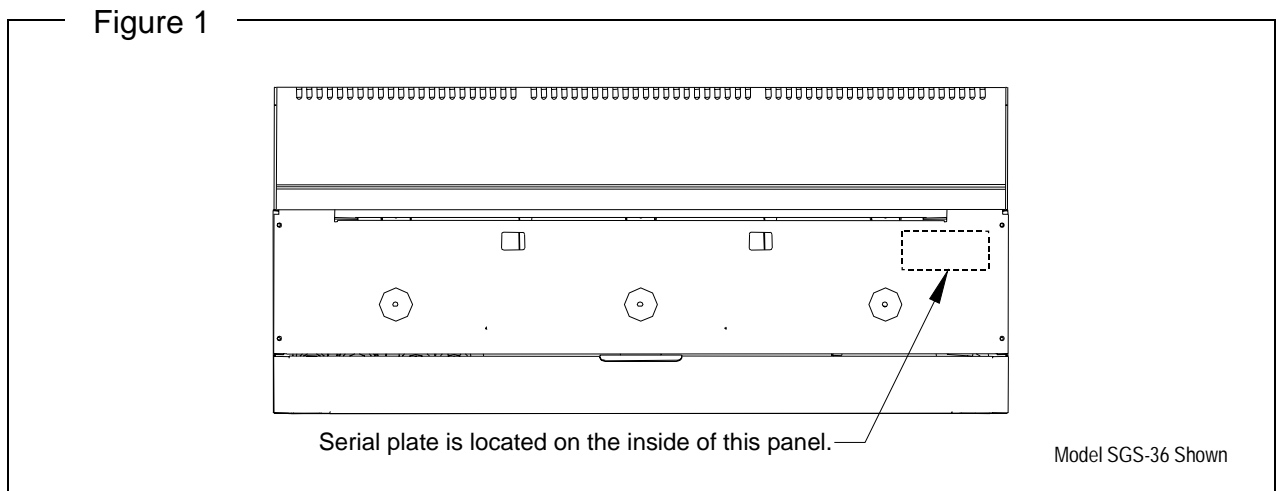 Figure 1
Serial plate is located on the inside of this panel.
Model SGS-36 Shown